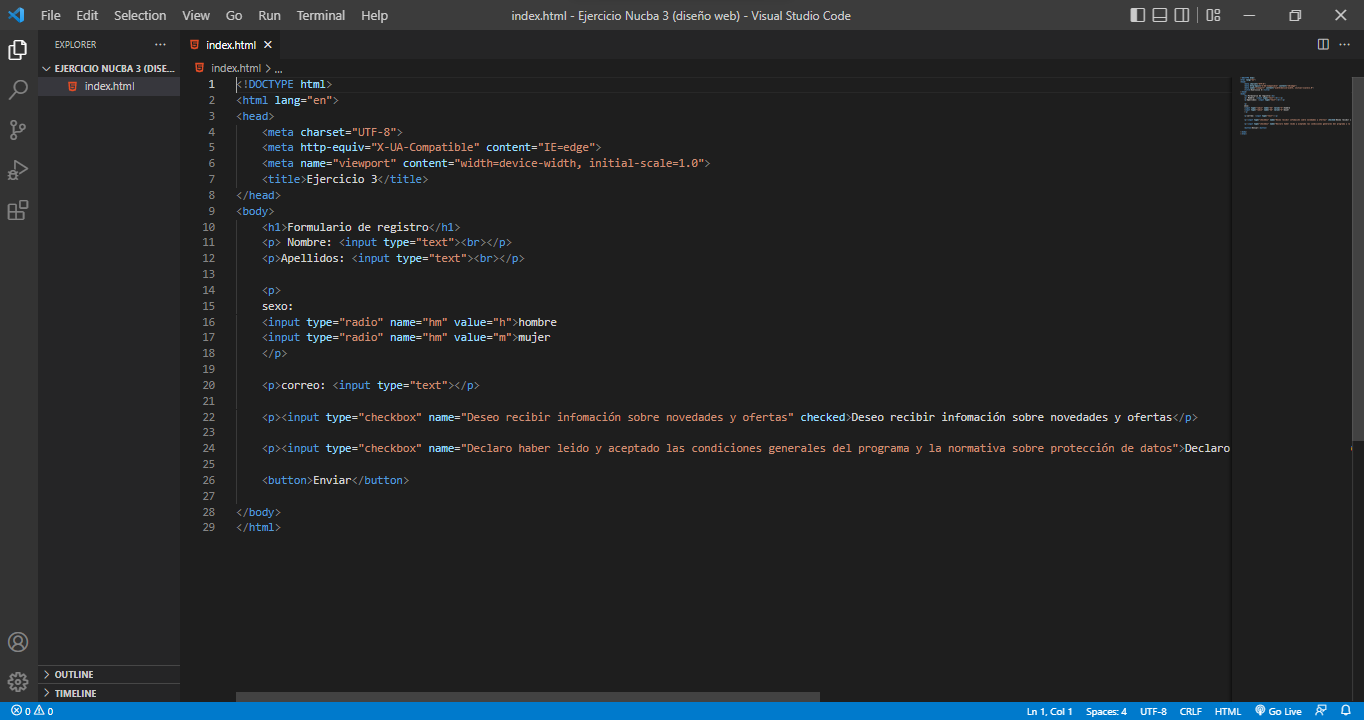 File Edit Selection View Go Run Terminal Help index.html - Ejercicio Nucba 3 (diseño web) - Visual Studio Code
EXPLORER ···
EJERCICIO NUCBA 3 (DISE...
index.html
index.html
index.html > ...
1 <!DOCTYPE html>
2 <html lang="en">
3 <head>
4 <meta charset="UTF-8">
5 <meta http-equiv="X-UA-Compatible" content="IE=edge">
6 <meta name="viewport" content="width=device-width, initial-scale=1.0">
7 <title>Ejercicio 3</title>
8 </head>
9 <body>
10 <h1>Formulario de registro</h1>
11 <p> Nombre: <input type="text"><br></p>
12 <p>Apellidos: <input type="text"><br></p>
13
14 <p>
15 sexo:
16 <input type="radio" name="hm" value="h">hombre
17 <input type="radio" name="hm" value="m">mujer
18 </p>
19
20 <p>correo: <input type="text"></p>
21
22 <p><input type="checkbox" name="Deseo recibir infomación sobre novedades y ofertas" checked>Deseo recibir infomación sobre novedades y ofertas</p>
23
24 <p><input type="checkbox" name="Declaro haber leido y aceptado las condiciones generales del programa y la normativa sobre protección de datos">Declaro
25
26 <button>Enviar</button>
27
28 </body>
29 </html>
OUTLINE
TIMELINE
0 0 Ln 1, Col 1 Spaces: 4 UTF-8 CRLF HTML Go Live